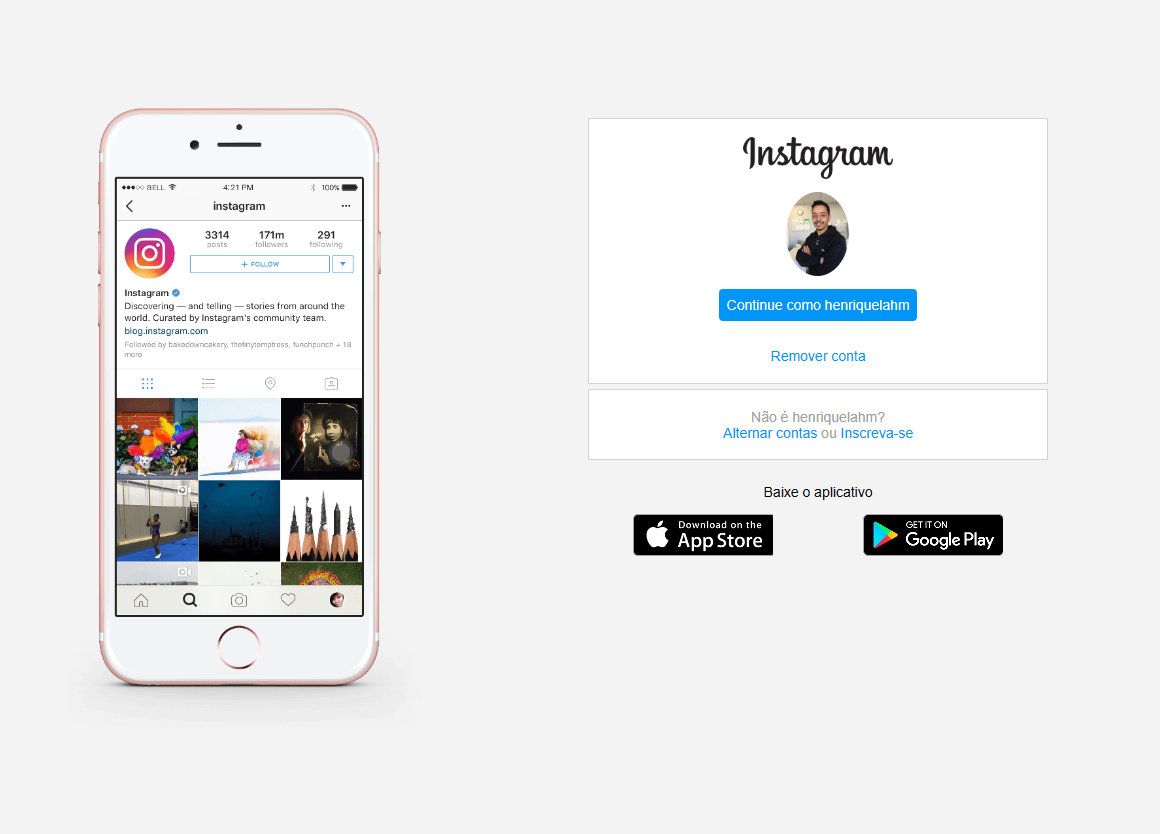 BELL 4:21 PM 100%
instagram
3314 171m 291
posts followers following
+ FOLLOW
Instagram
Discovering — and telling — stories from around the
world. Curated by Instagram's community team.
blog.instagram.com
Followed by bakedowncakery, thetinytemptress, funchpunch + 18
more
Instagram
Continue como henriquelahm
Remover conta
Não é henriquelahm?
Alternar contas ou Inscreva-se
Baixe o aplicativo
Download on the
App Store
GET IT ON
Google Play